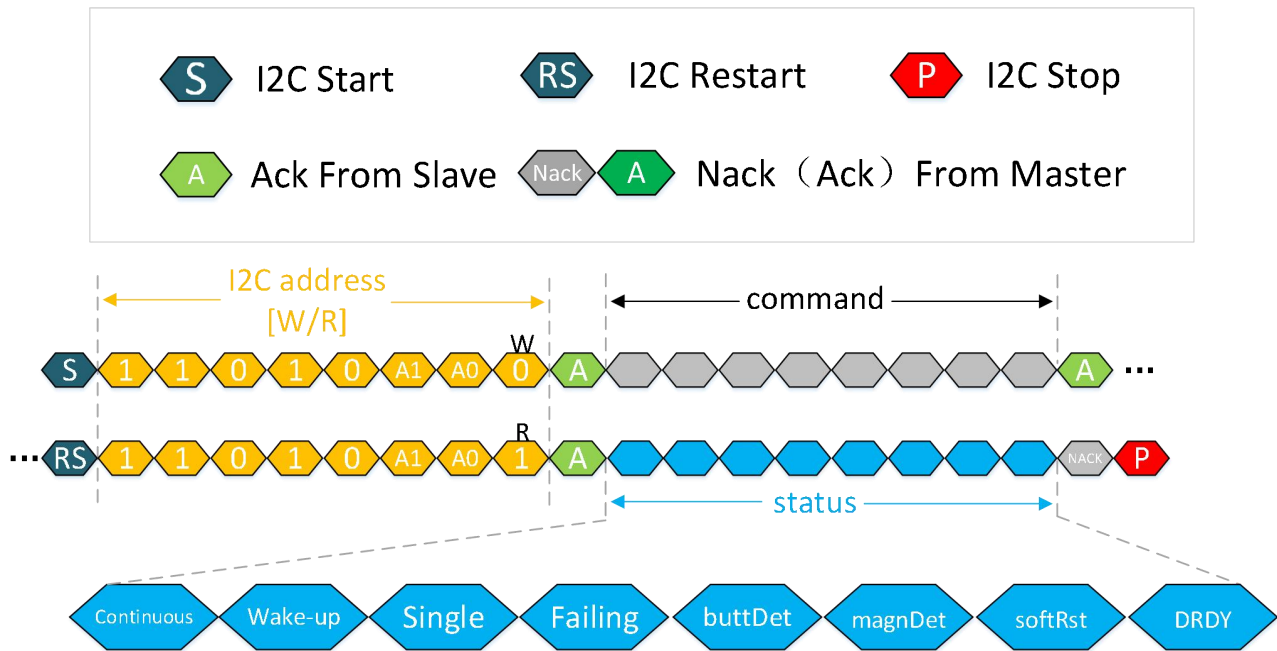 S I2C Start RS I2C Restart P I2C Stop
A Ack From Slave Nack A Nack（Ack）From Master
I2C address
[W/R]
command
W
S 1 1 0 1 0 A1 A0 0 A A ...
R
... RS 1 1 0 1 0 A1 A0 1 A NACK P
status
Continuous Wake-up Single Failing buttDet magnDet softRst DRDY